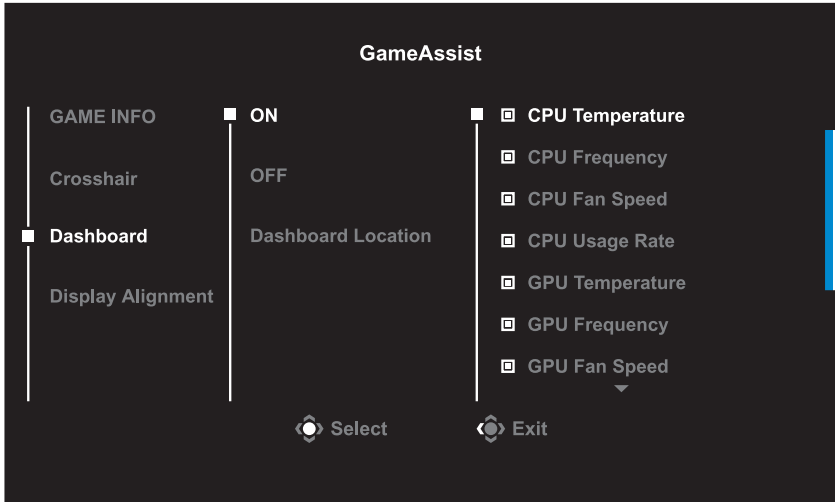 GameAssist
GAME INFO
Crosshair
Dashboard
Display Alignment
ON
OFF
Dashboard Location
CPU Temperature
CPU Frequency
CPU Fan Speed
CPU Usage Rate
GPU Temperature
GPU Frequency
GPU Fan Speed
Select
Exit